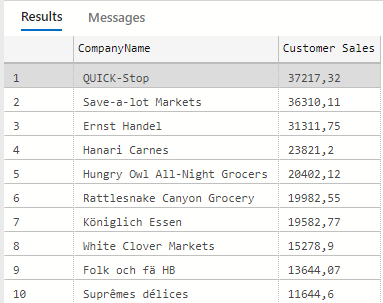 Results Messages
CompanyName Customer Sales
1 QUICK-Stop 37217,32
2 Save-a-lot Markets 36310,11
3 Ernst Handel 31311,75
4 Hanari Carnes 23821,2
5 Hungry Owl All-Night Grocers 20402,12
6 Rattlesnake Canyon Grocery 19982,55
7 Königlich Essen 19582,77
8 White Clover Markets 15278,9
9 Folk och fä HB 13644,07
10 Suprêmes délices 11644,6